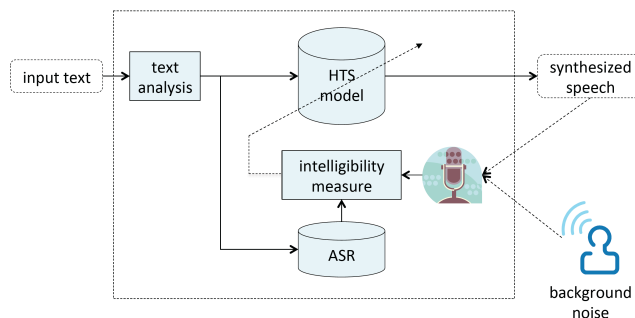 input text
text
analysis
HTS
model
synthesized
speech
intelligibility
measure
ASR
background
noise